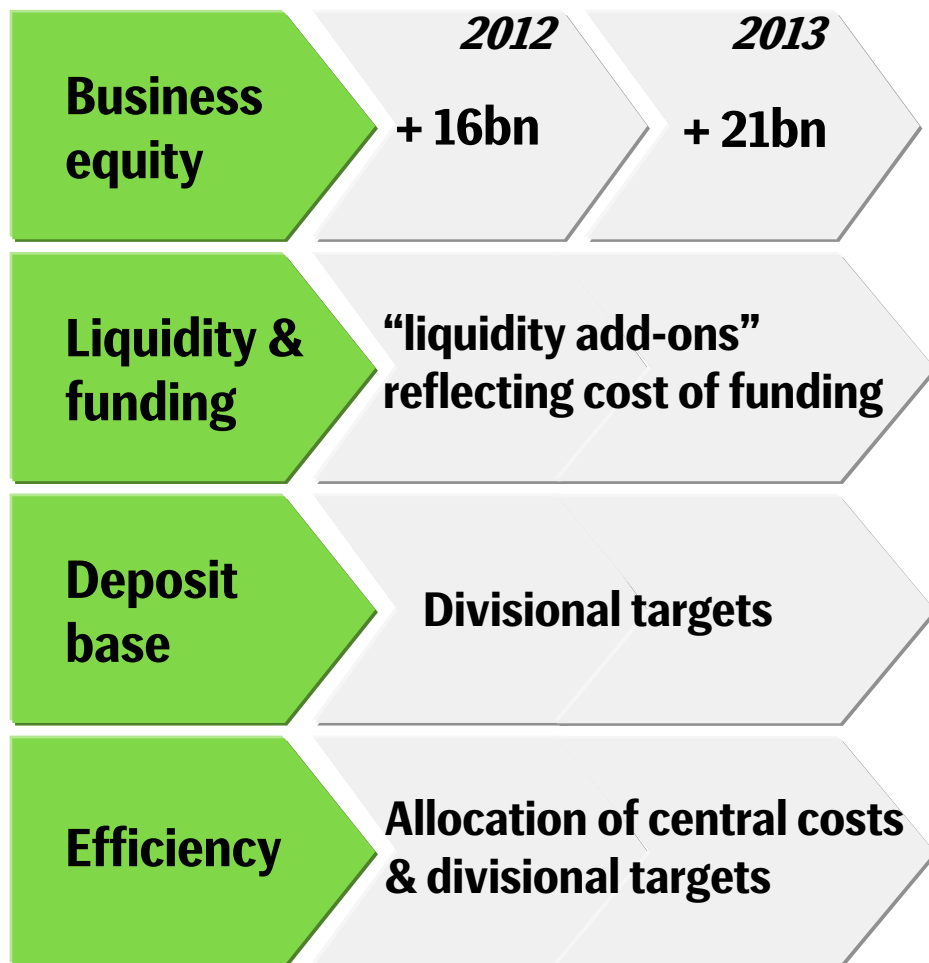 2012 2013
Business
equity
+ 16bn + 21bn
Liquidity &
funding
“liquidity add-ons”
reflecting cost of funding
Deposit
base
Divisional targets
Efficiency
Allocation of central costs
& divisional targets